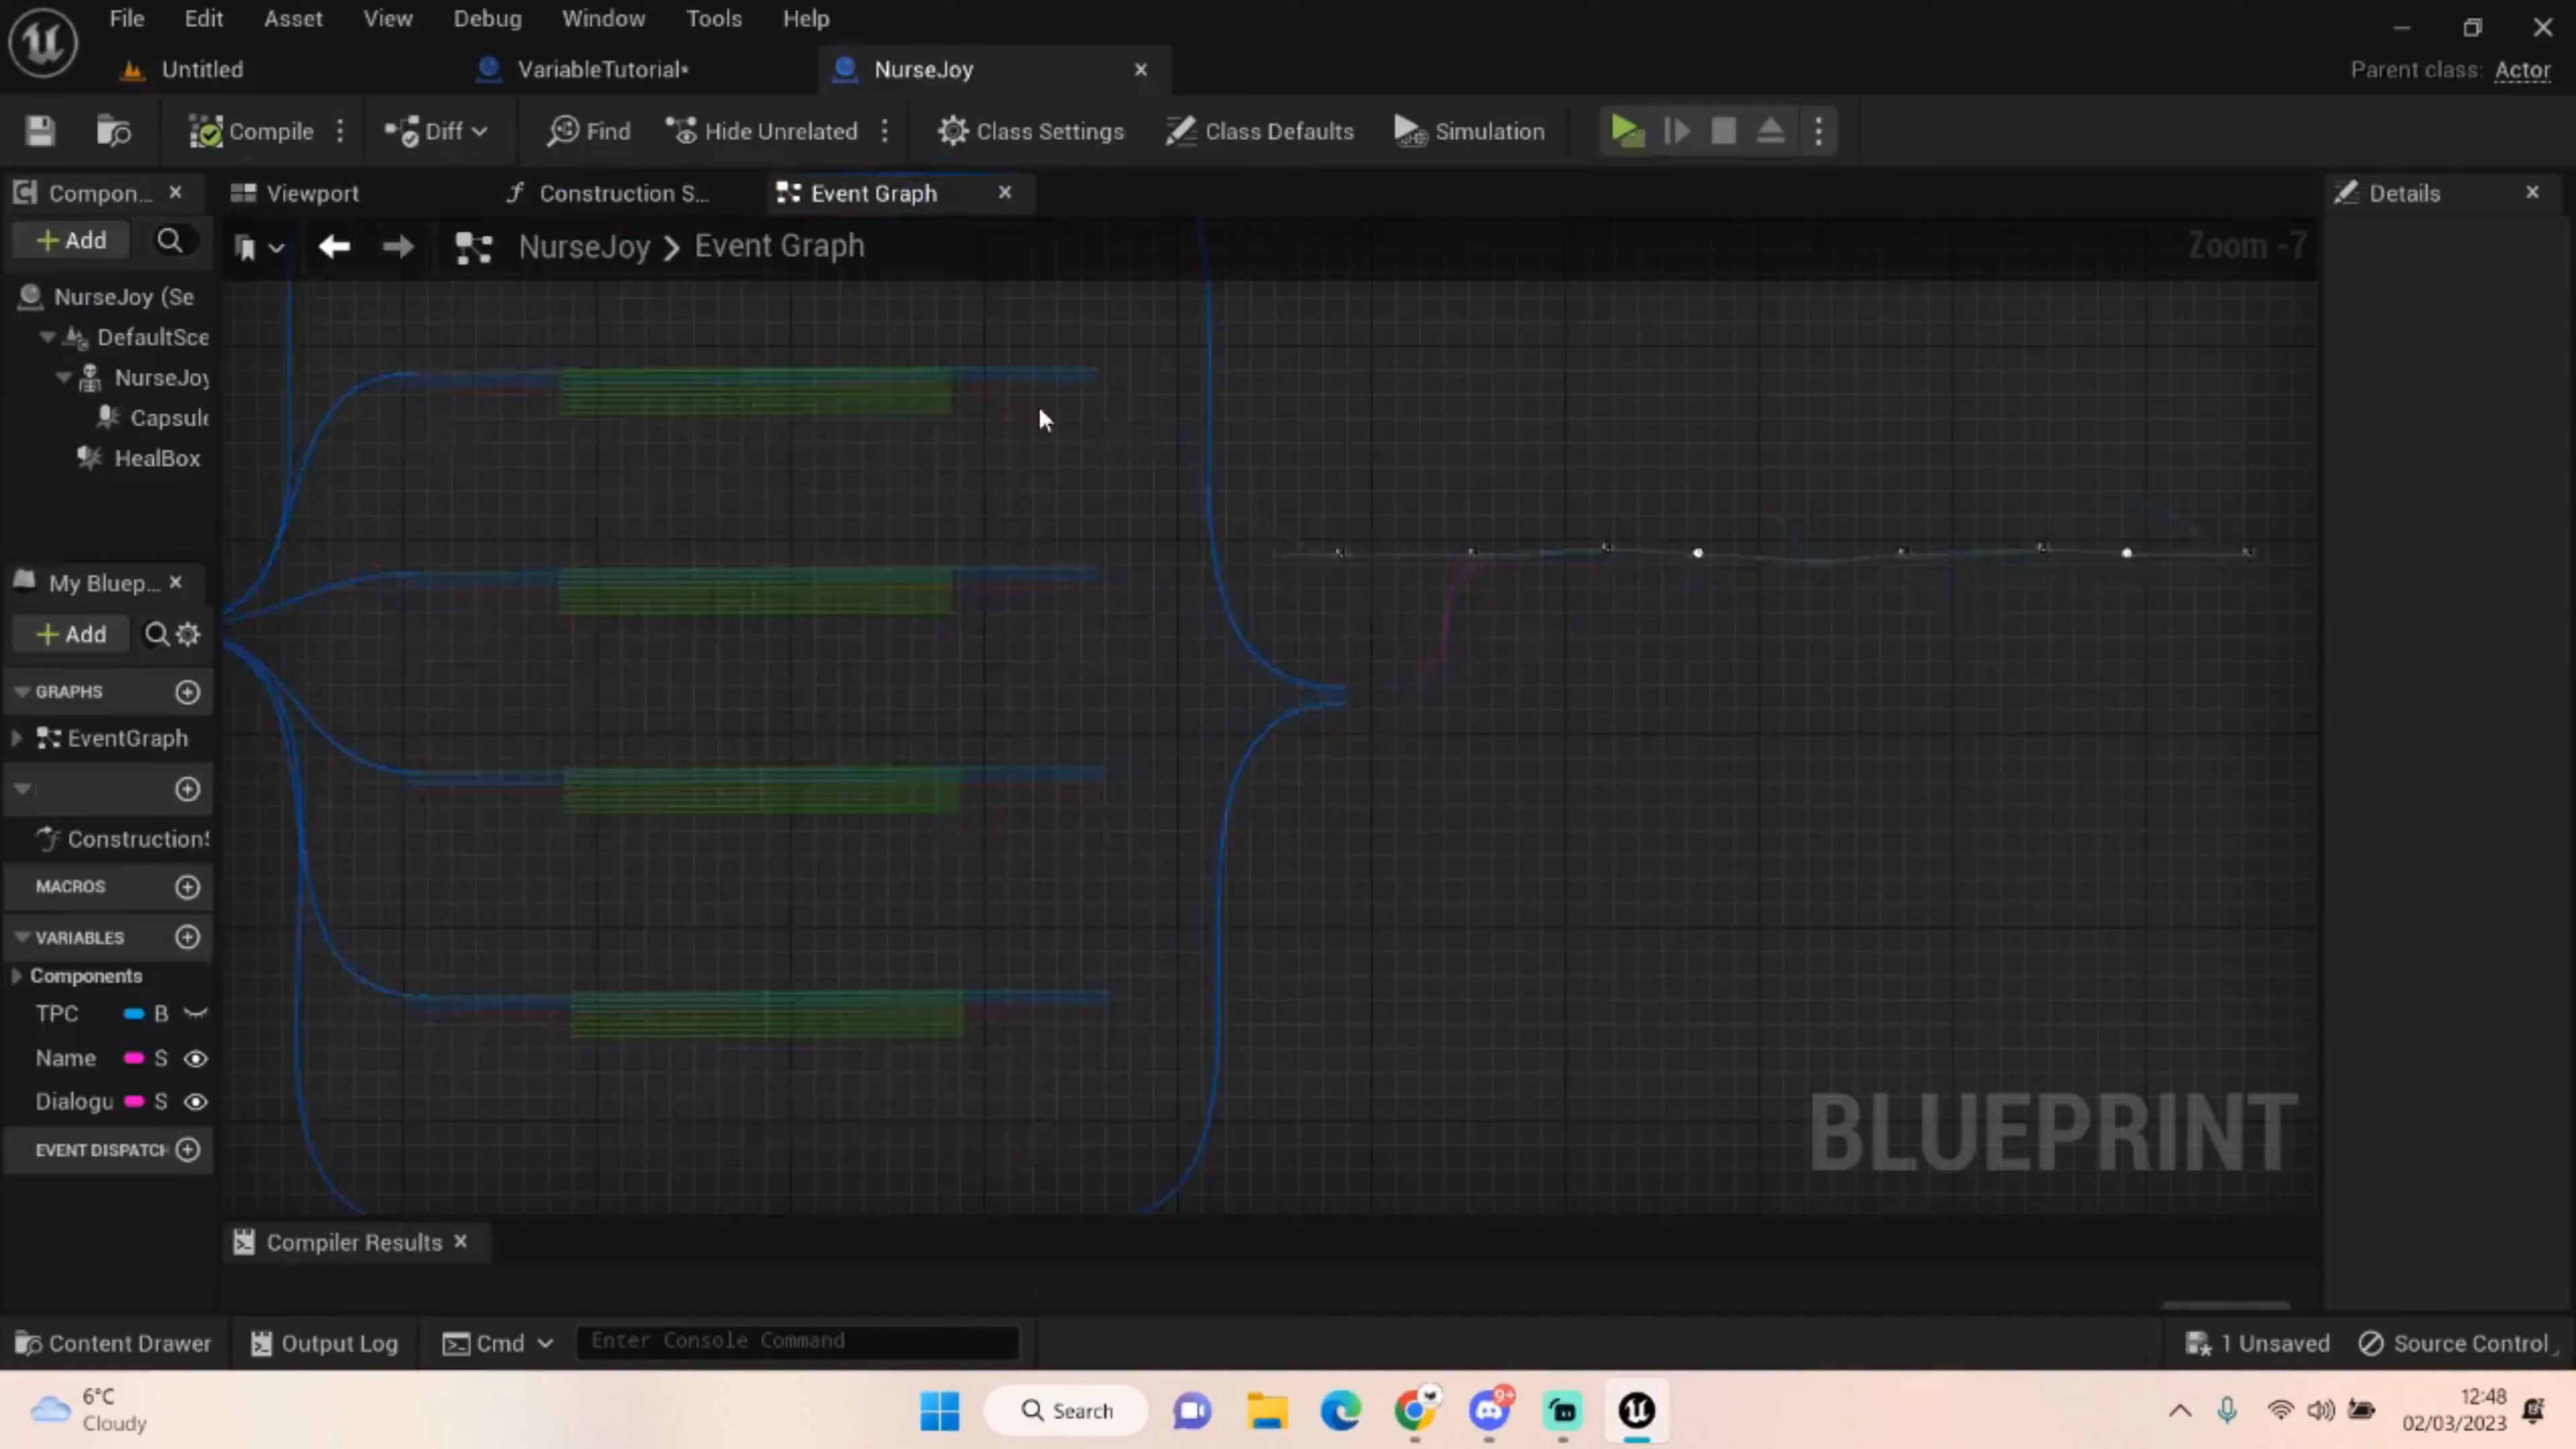 File Edit Asset View Debug Window Tools Help
Untitled VariableTutorial* NurseJoy Parent class: Actor
Compile Diff Find Hide Unrelated Class Settings Class Defaults Simulation
Compon... Viewport Construction S... Event Graph Details
Add NurseJoy > Event Graph Zoom -7
NurseJoy (Se
DefaultSce
NurseJoy
Capsule
HealBox
My Bluep...
Add
GRAPHS
EventGraph
ConstructionS
MACROS
VARIABLES
Components
TPC B
Name S
Dialogu S
EVENT DISPATCH
BLUEPRINT
Compiler Results
Content Drawer Output Log Cmd Enter Console Command 1 Unsaved Source Control
6°C
Cloudy
Search
9+
12:48
02/03/2023